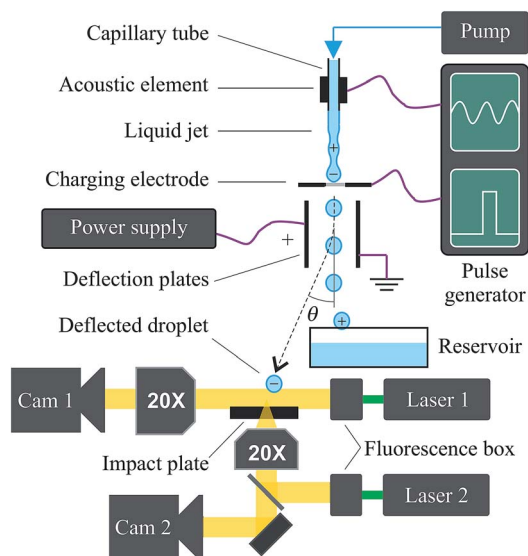 Capillary tube
Pump
Acoustic element
Liquid jet
+
−
Charging electrode
Power supply
+
Deflection plates
Pulse
generator
θ
Deflected droplet
+
Reservoir
−
Cam 1
20X
Laser 1
Impact plate
20X
Fluorescence box
Cam 2
Laser 2